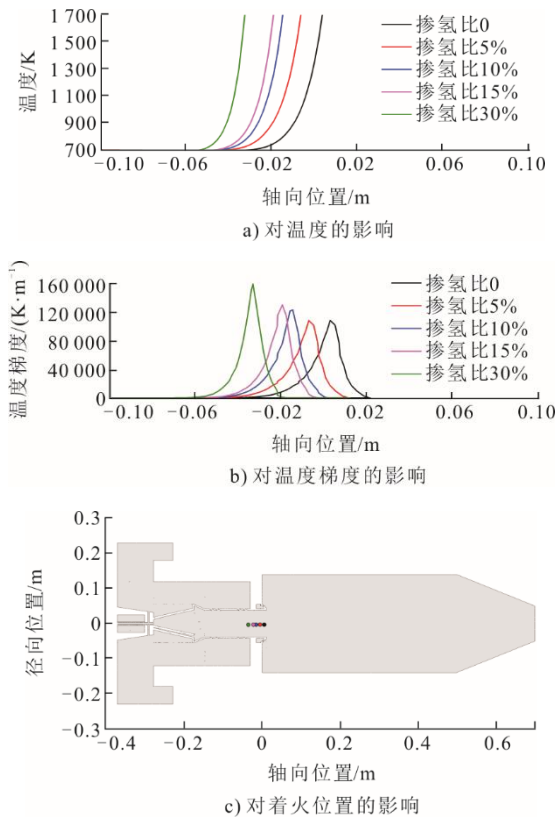 1 700
1 500
1 300
1 100
900
700
温度/K
掺氢比0
掺氢比5%
掺氢比10%
掺氢比15%
掺氢比30%
−0.10 −0.06 −0.02 0.02 0.06 0.10
轴向位置/m
a) 对温度的影响
160 000
120 000
80 000
40 000
0
温度梯度/(K·m⁻¹)
掺氢比0
掺氢比5%
掺氢比10%
掺氢比15%
掺氢比30%
−0.10 −0.06 −0.02 0.02 0.06 0.10
轴向位置/m
b) 对温度梯度的影响
0.3
0.2
0.1
0
−0.1
−0.2
−0.3
径向位置/m
−0.4 −0.2 0 0.2 0.4 0.6
轴向位置/m
c) 对着火位置的影响